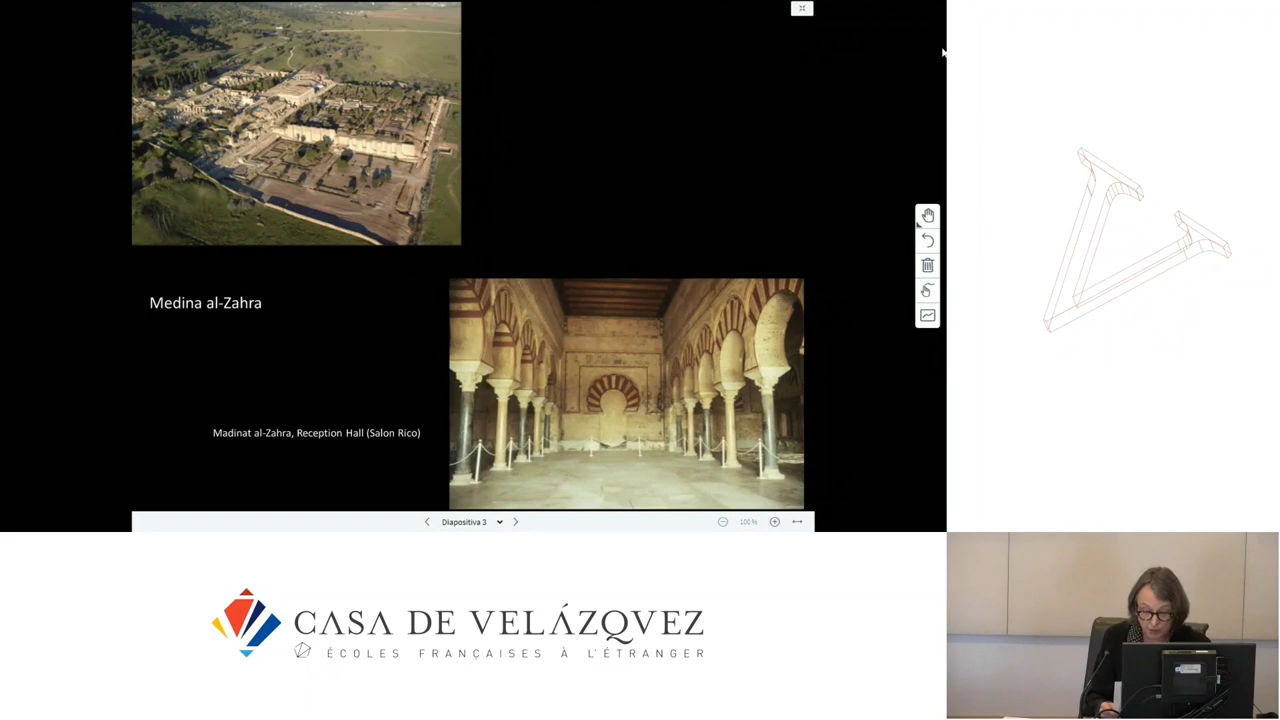 Medina al-Zahra
Madinat al-Zahra, Reception Hall (Salon Rico)
Diapositiva 3
100 %
CASA DE VELÁZQVEZ
ÉCOLES FRANÇAISES À L'ÉTRANGER